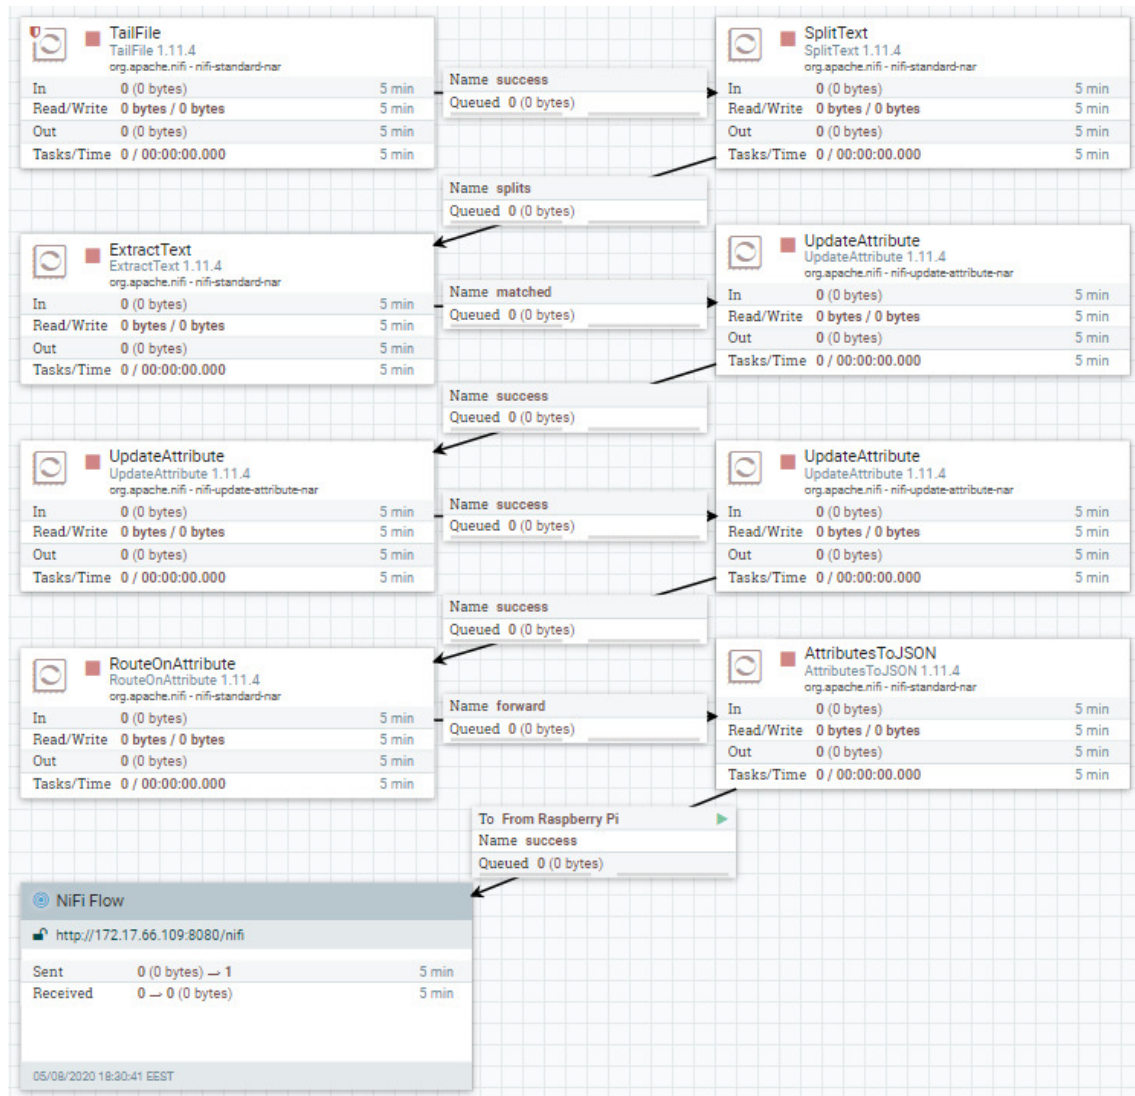 TailFile
TailFile 1.11.4
org.apache.nifi - nifi-standard-nar
In 0 (0 bytes) 5 min
Read/Write 0 bytes / 0 bytes 5 min
Out 0 (0 bytes) 5 min
Tasks/Time 0 / 00:00:00.000 5 min
Name success
Queued 0 (0 bytes)
SplitText
SplitText 1.11.4
org.apache.nifi - nifi-standard-nar
In 0 (0 bytes) 5 min
Read/Write 0 bytes / 0 bytes 5 min
Out 0 (0 bytes) 5 min
Tasks/Time 0 / 00:00:00.000 5 min
Name splits
Queued 0 (0 bytes)
ExtractText
ExtractText 1.11.4
org.apache.nifi - nifi-standard-nar
In 0 (0 bytes) 5 min
Read/Write 0 bytes / 0 bytes 5 min
Out 0 (0 bytes) 5 min
Tasks/Time 0 / 00:00:00.000 5 min
Name matched
Queued 0 (0 bytes)
UpdateAttribute
UpdateAttribute 1.11.4
org.apache.nifi - nifi-update-attribute-nar
In 0 (0 bytes) 5 min
Read/Write 0 bytes / 0 bytes 5 min
Out 0 (0 bytes) 5 min
Tasks/Time 0 / 00:00:00.000 5 min
Name success
Queued 0 (0 bytes)
UpdateAttribute
UpdateAttribute 1.11.4
org.apache.nifi - nifi-update-attribute-nar
In 0 (0 bytes) 5 min
Read/Write 0 bytes / 0 bytes 5 min
Out 0 (0 bytes) 5 min
Tasks/Time 0 / 00:00:00.000 5 min
Name success
Queued 0 (0 bytes)
UpdateAttribute
UpdateAttribute 1.11.4
org.apache.nifi - nifi-update-attribute-nar
In 0 (0 bytes) 5 min
Read/Write 0 bytes / 0 bytes 5 min
Out 0 (0 bytes) 5 min
Tasks/Time 0 / 00:00:00.000 5 min
Name success
Queued 0 (0 bytes)
RouteOnAttribute
RouteOnAttribute 1.11.4
org.apache.nifi - nifi-standard-nar
In 0 (0 bytes) 5 min
Read/Write 0 bytes / 0 bytes 5 min
Out 0 (0 bytes) 5 min
Tasks/Time 0 / 00:00:00.000 5 min
Name forward
Queued 0 (0 bytes)
AttributesToJSON
AttributesToJSON 1.11.4
org.apache.nifi - nifi-standard-nar
In 0 (0 bytes) 5 min
Read/Write 0 bytes / 0 bytes 5 min
Out 0 (0 bytes) 5 min
Tasks/Time 0 / 00:00:00.000 5 min
To From Raspberry Pi
Name success
Queued 0 (0 bytes)
NiFi Flow
http://172.17.66.109:8080/nifi
Sent 0 (0 bytes) → 1 5 min
Received 0 → 0 (0 bytes) 5 min
05/08/2020 18:30:41 EEST